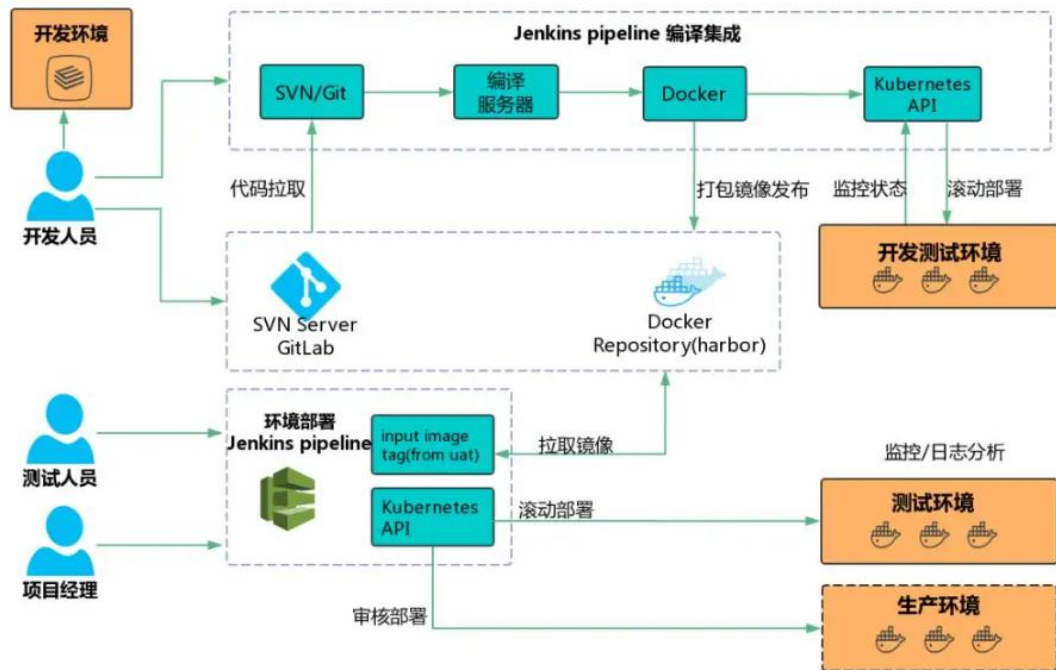 开发环境
Jenkins pipeline 编译集成
SVN/Git
编译
服务器
Docker
Kubernetes
API
开发人员
代码拉取
打包镜像发布
监控状态
滚动部署
开发测试环境
SVN Server
GitLab
Docker
Repository(harbor)
测试人员
环境部署
Jenkins pipeline
input image
tag(from uat)
拉取镜像
监控/日志分析
Kubernetes
API
滚动部署
测试环境
项目经理
审核部署
生产环境